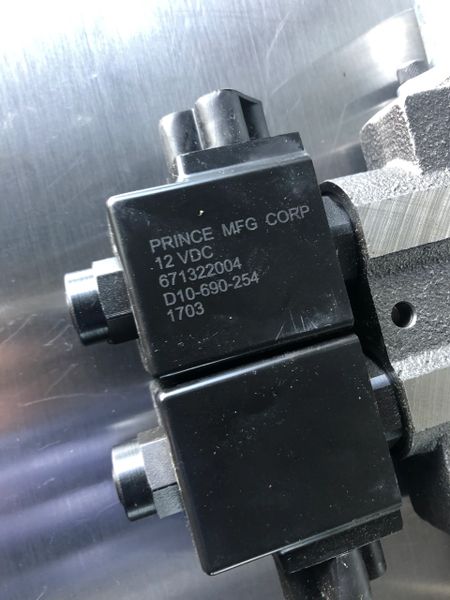 PRINCE MFG CORP
12 VDC
671322004
D10-690-254
1703